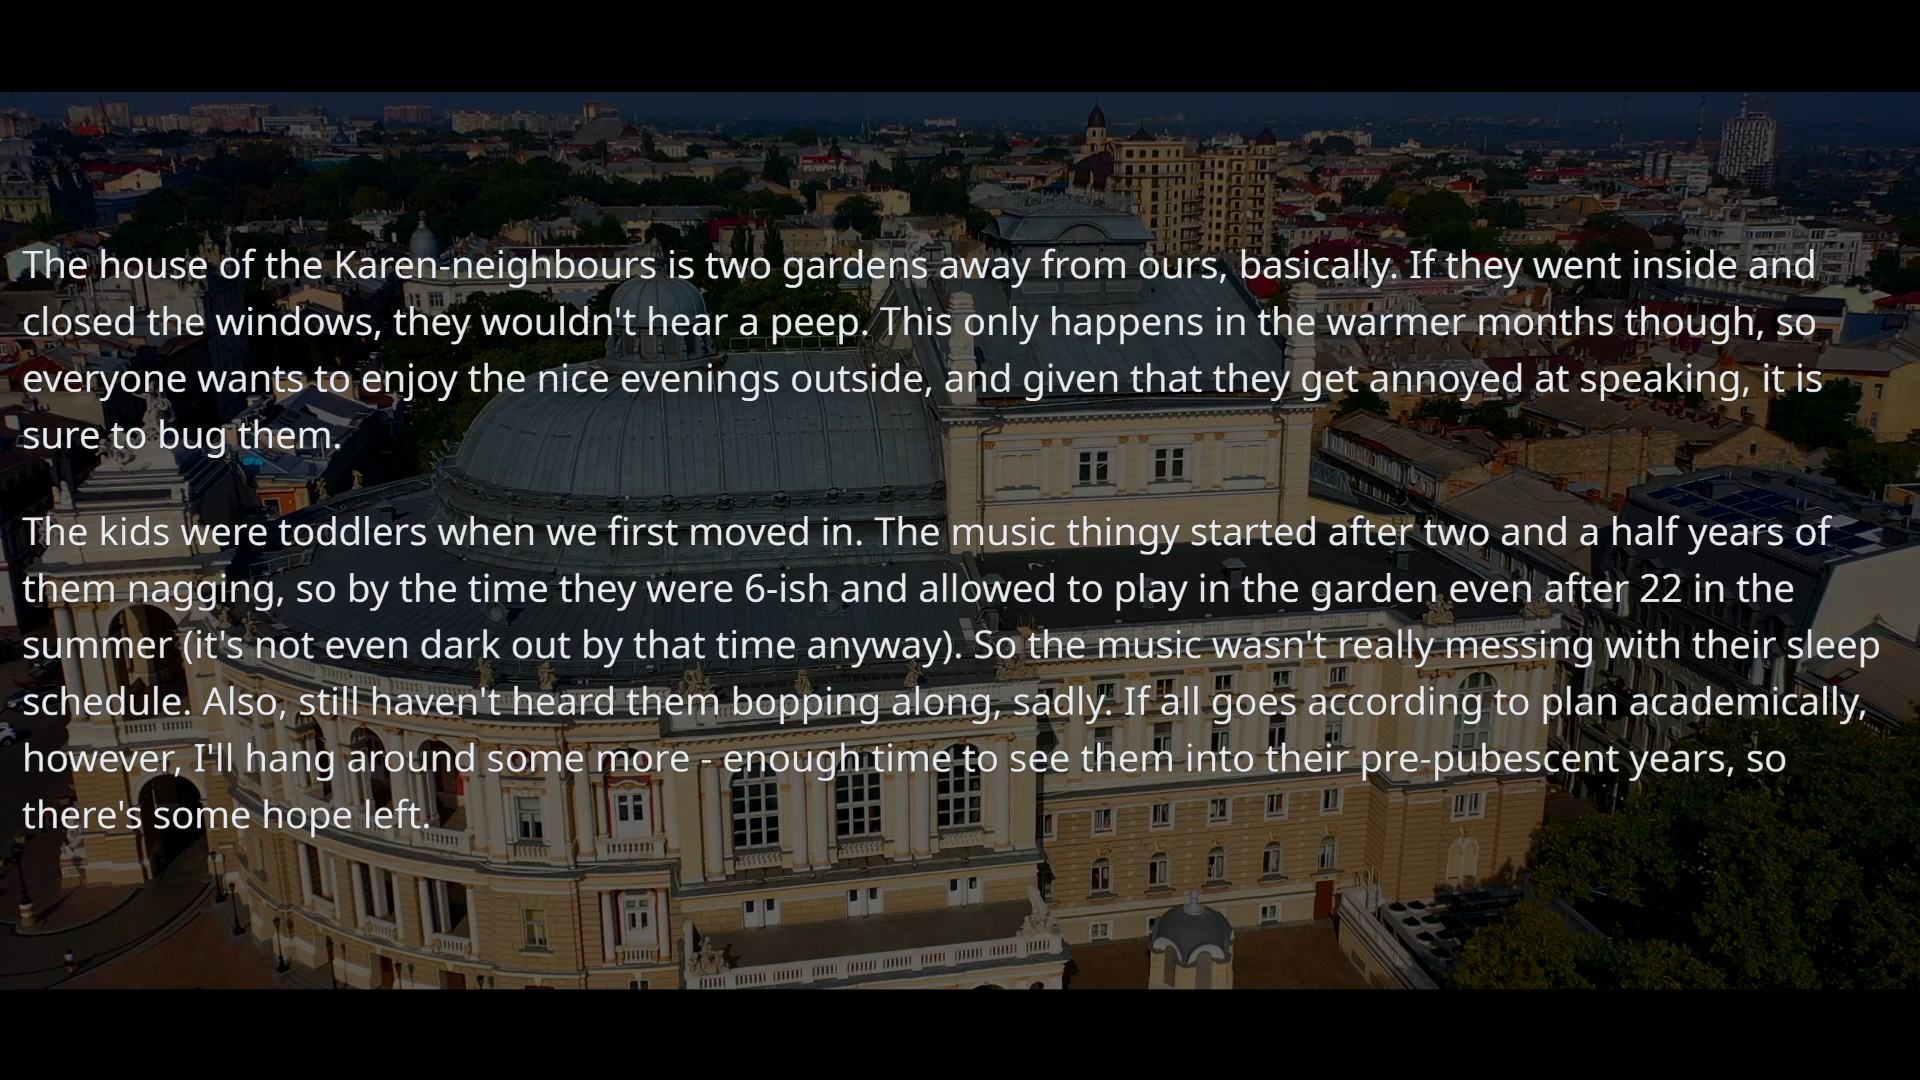 The house of the Karen-neighbours is two gardens away from ours, basically. If they went inside and
closed the windows, they wouldn't hear a peep. This only happens in the warmer months though, so
everyone wants to enjoy the nice evenings outside, and given that they get annoyed at speaking, it is
sure to bug them.
The kids were toddlers when we first moved in. The music thingy started after two and a half years of
them nagging, so by the time they were 6-ish and allowed to play in the garden even after 22 in the
summer (it's not even dark out by that time anyway). So the music wasn't really messing with their sleep
schedule. Also, still haven't heard them bopping along, sadly. If all goes according to plan academically,
however, I'll hang around some more - enough time to see them into their pre-pubescent years, so
there's some hope left.